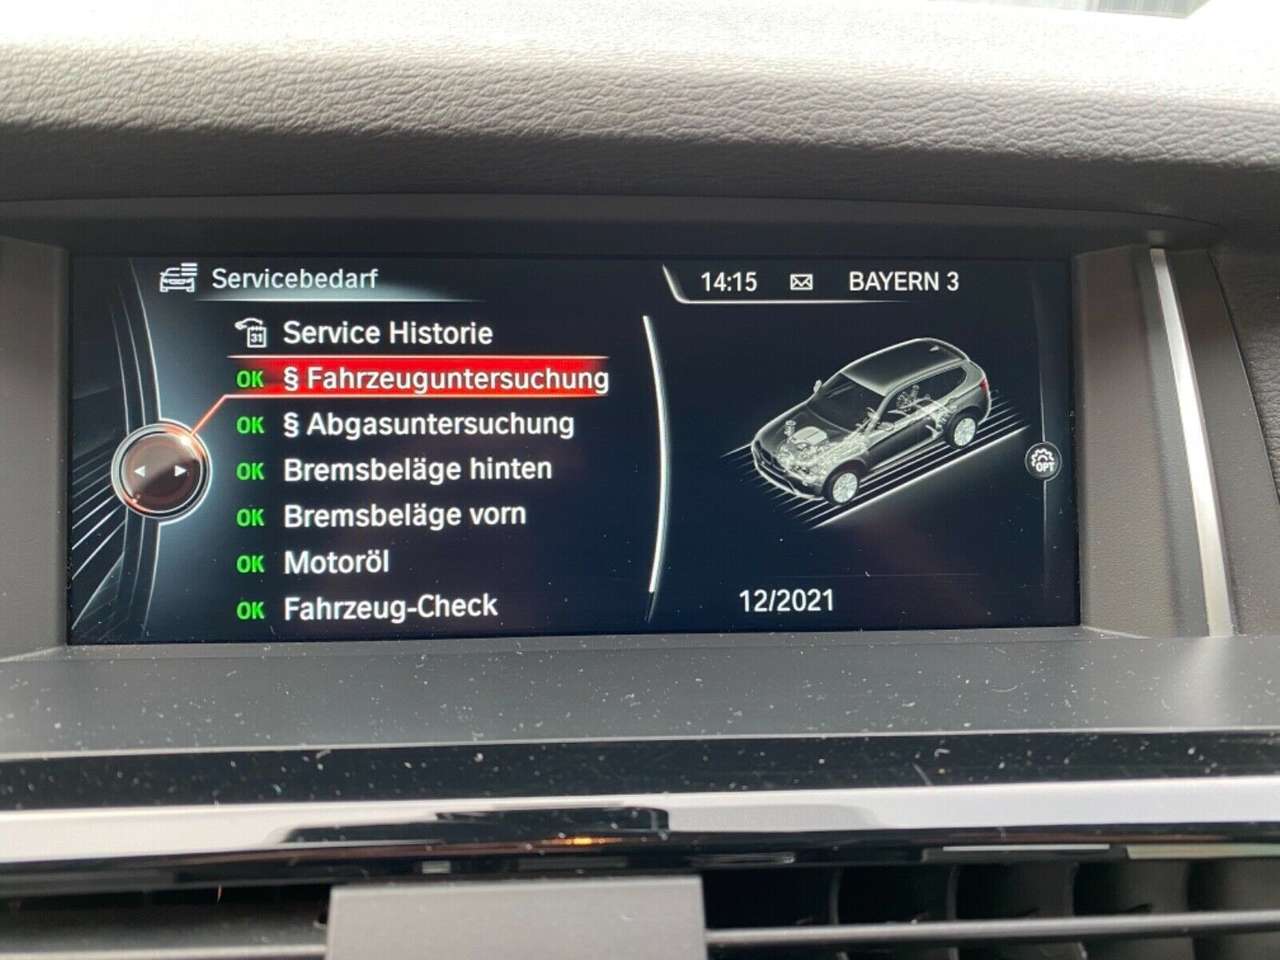 Servicebedarf
14:15 BAYERN 3
31 Service Historie
OK § Fahrzeuguntersuchung
OK § Abgasuntersuchung
OK Bremsbeläge hinten
OK Bremsbeläge vorn
OK Motoröl
OK Fahrzeug-Check
OPT
12/2021